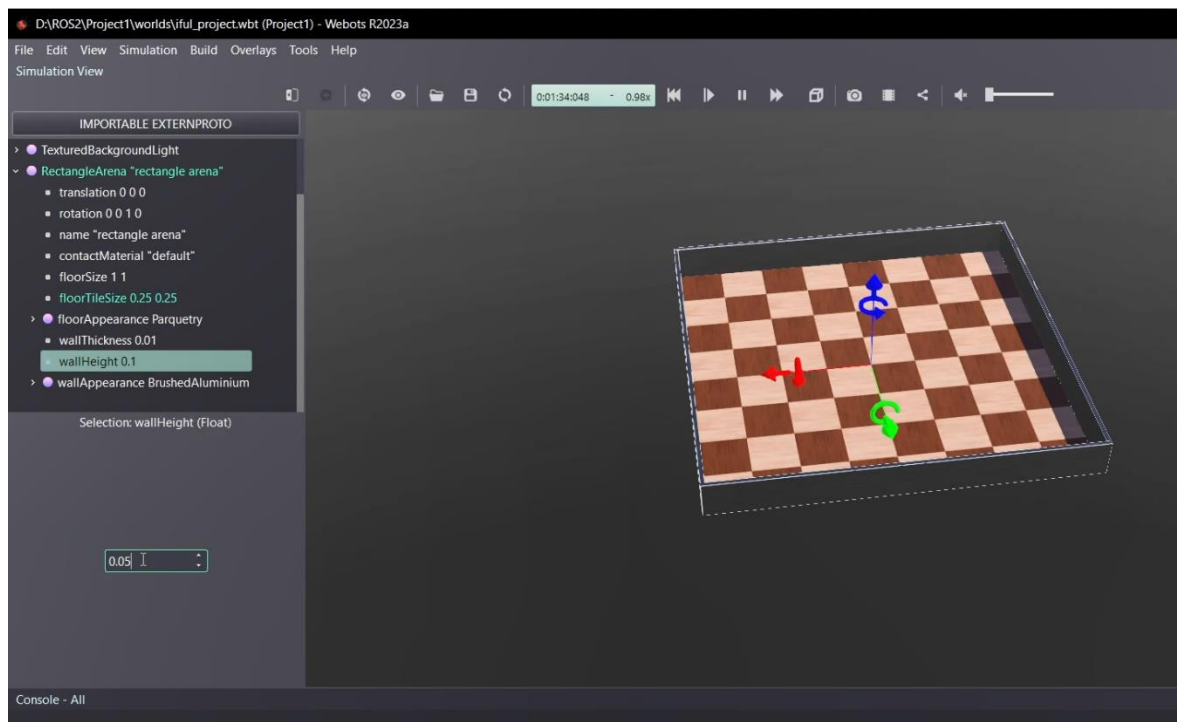 D:\ROS2\Project1\worlds\iful_project.wbt (Project1) - Webots R2023a
File Edit View Simulation Build Overlays Tools Help
Simulation View
0:01:34:048 - 0.98x
IMPORTABLE EXTERNPROTO
TexturedBackgroundLight
RectangleArena "rectangle arena"
translation 0 0 0
rotation 0 0 1 0
name "rectangle arena"
contactMaterial "default"
floorSize 1 1
floorTileSize 0.25 0.25
floorAppearance Parquetry
wallThickness 0.01
wallHeight 0.1
wallAppearance BrushedAluminium
Selection: wallHeight (Float)
0.05
Console - All